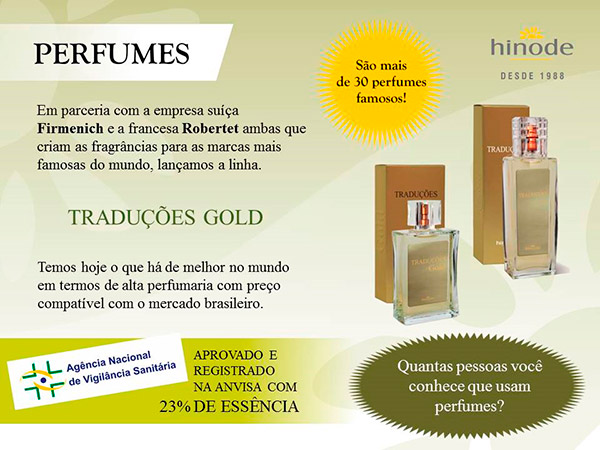 PERFUMES
São mais
de 30 perfumes
famosos!
hinode
DESDE 1988
Em parceria com a empresa suíça
Firmenich e a francesa Robertet ambas que
criam as fragrâncias para as marcas mais
famosas do mundo, lançamos a linha.
TRADUÇÕES GOLD
Temos hoje o que há de melhor no mundo
em termos de alta perfumaria com preço
compatível com o mercado brasileiro.
TRADUÇÕES
TRADUÇÕES
Gold
Agência Nacional
de Vigilância Sanitária
APROVADO E
REGISTRADO
NA ANVISA COM
23% DE ESSÊNCIA
Quantas pessoas você
conhece que usam
perfumes?